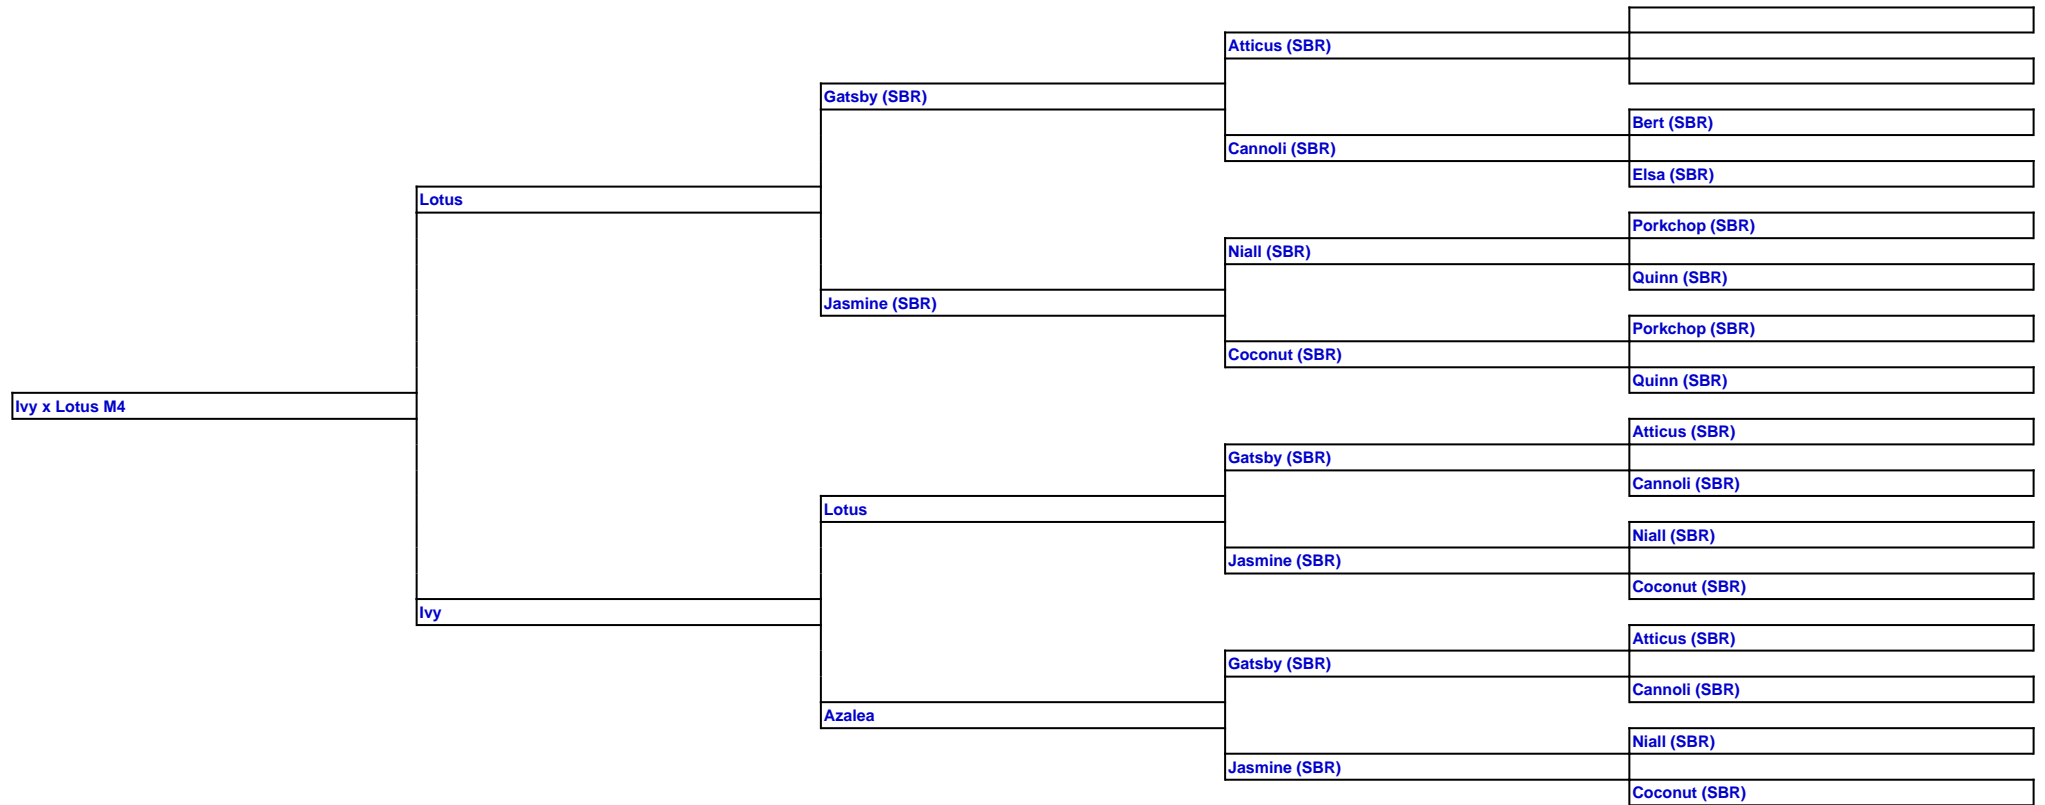 Atticus (SBR)
Gatsby (SBR)
Bert (SBR)
Cannoli (SBR)
Elsa (SBR)
Lotus
Porkchop (SBR)
Niall (SBR)
Quinn (SBR)
Jasmine (SBR)
Porkchop (SBR)
Coconut (SBR)
Quinn (SBR)
Ivy x Lotus M4
Atticus (SBR)
Gatsby (SBR)
Cannoli (SBR)
Lotus
Niall (SBR)
Jasmine (SBR)
Coconut (SBR)
Ivy
Atticus (SBR)
Gatsby (SBR)
Cannoli (SBR)
Azalea
Niall (SBR)
Jasmine (SBR)
Coconut (SBR)